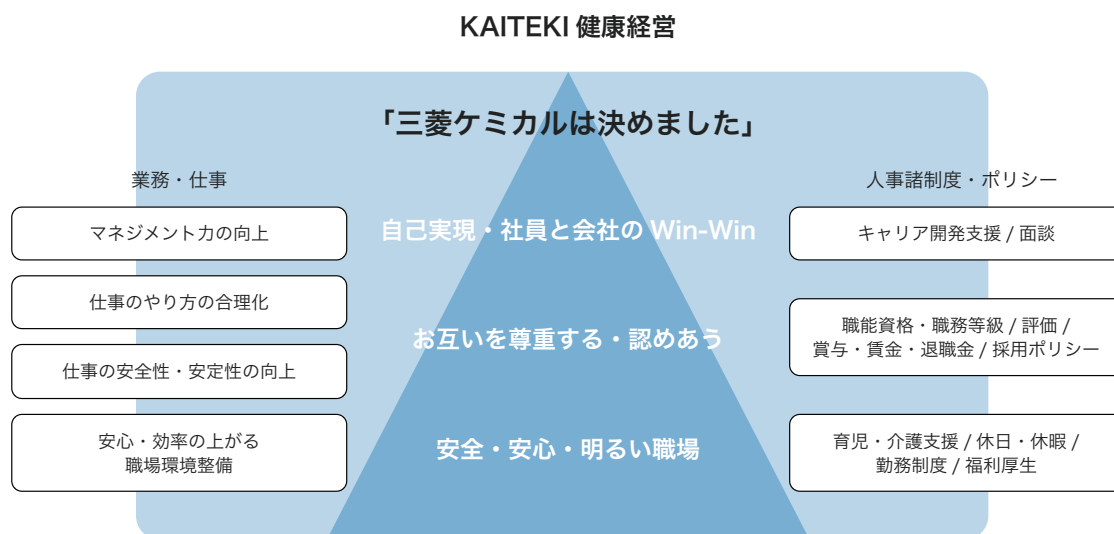 KAITEKI 健康経営
「三菱ケミカルは決めました」
業務・仕事
マネジメント力の向上
仕事のやり方の合理化
仕事の安全性・安定性の向上
安心・効率の上がる
職場環境整備
自己実現・社員と会社の Win-Win
お互いを尊重する・認めあう
安全・安心・明るい職場
人事諸制度・ポリシー
キャリア開発支援 / 面談
職能資格・職務等級 / 評価 /
賞与・賃金・退職金 / 採用ポリシー
育児・介護支援 / 休日・休暇 /
勤務制度 / 福利厚生